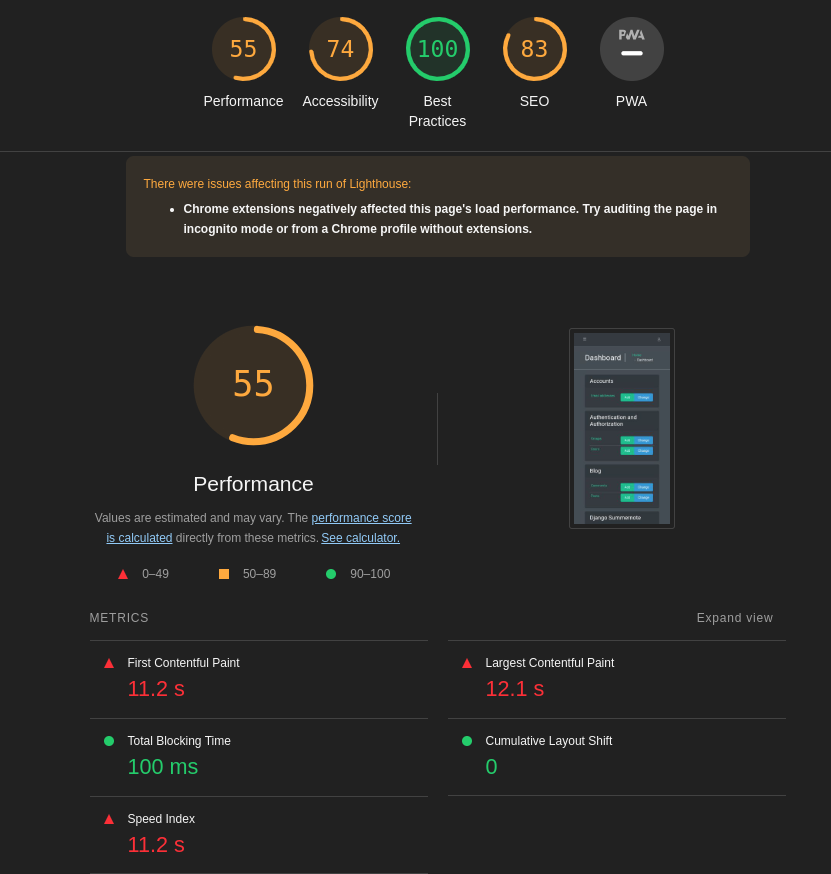 55
74
100
83
PWA
Performance
Accessibility
Best
Practices
SEO
PWA
There were issues affecting this run of Lighthouse:
Chrome extensions negatively affected this page's load performance. Try auditing the page in
incognito mode or from a Chrome profile without extensions.
55
Performance
Values are estimated and may vary. The performance score
is calculated directly from these metrics. See calculator.
0–49
50–89
90–100
Dashboard
Accounts
Authentication and
Authorization
Blog
Django Summernote
METRICS
Expand view
First Contentful Paint
11.2 s
Largest Contentful Paint
12.1 s
Total Blocking Time
100 ms
Cumulative Layout Shift
0
Speed Index
11.2 s